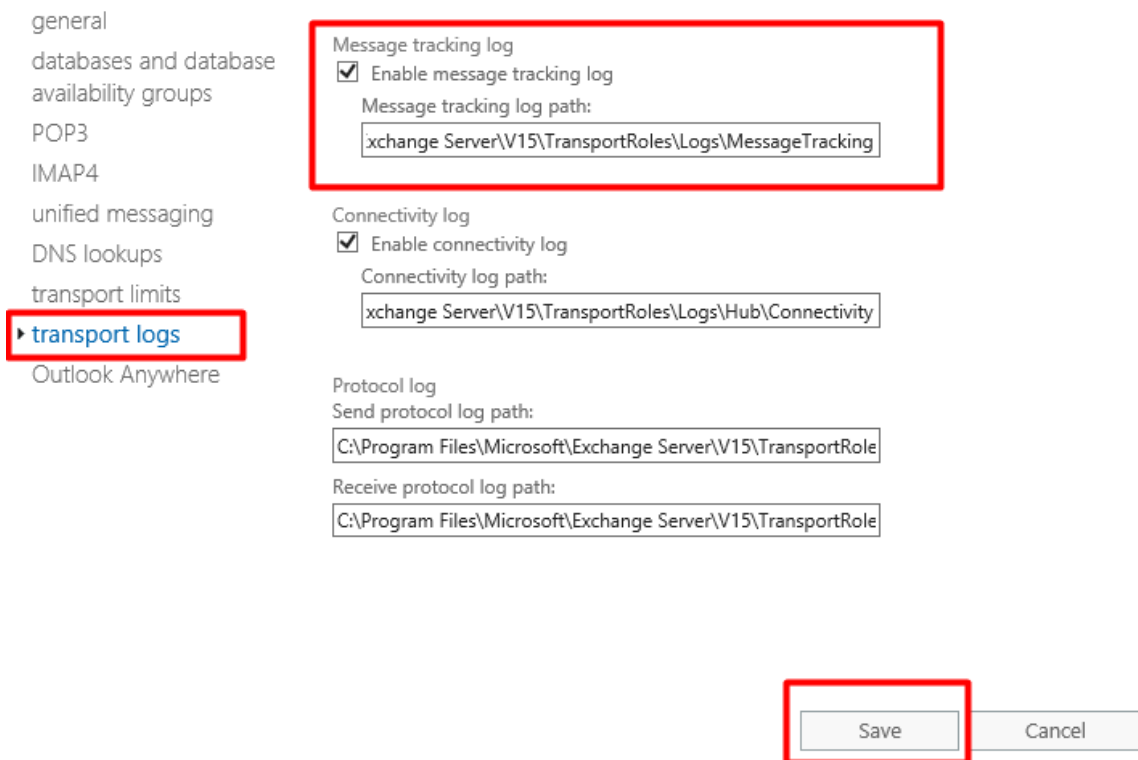 general
databases and database
availability groups
POP3
IMAP4
unified messaging
DNS lookups
transport limits
transport logs
Outlook Anywhere
Message tracking log
Enable message tracking log
Message tracking log path:
xchange Server\V15\TransportRoles\Logs\MessageTracking
Connectivity log
Enable connectivity log
Connectivity log path:
xchange Server\V15\TransportRoles\Logs\Hub\Connectivity
Protocol log
Send protocol log path:
C:\Program Files\Microsoft\Exchange Server\V15\TransportRole
Receive protocol log path:
C:\Program Files\Microsoft\Exchange Server\V15\TransportRole
Save
Cancel